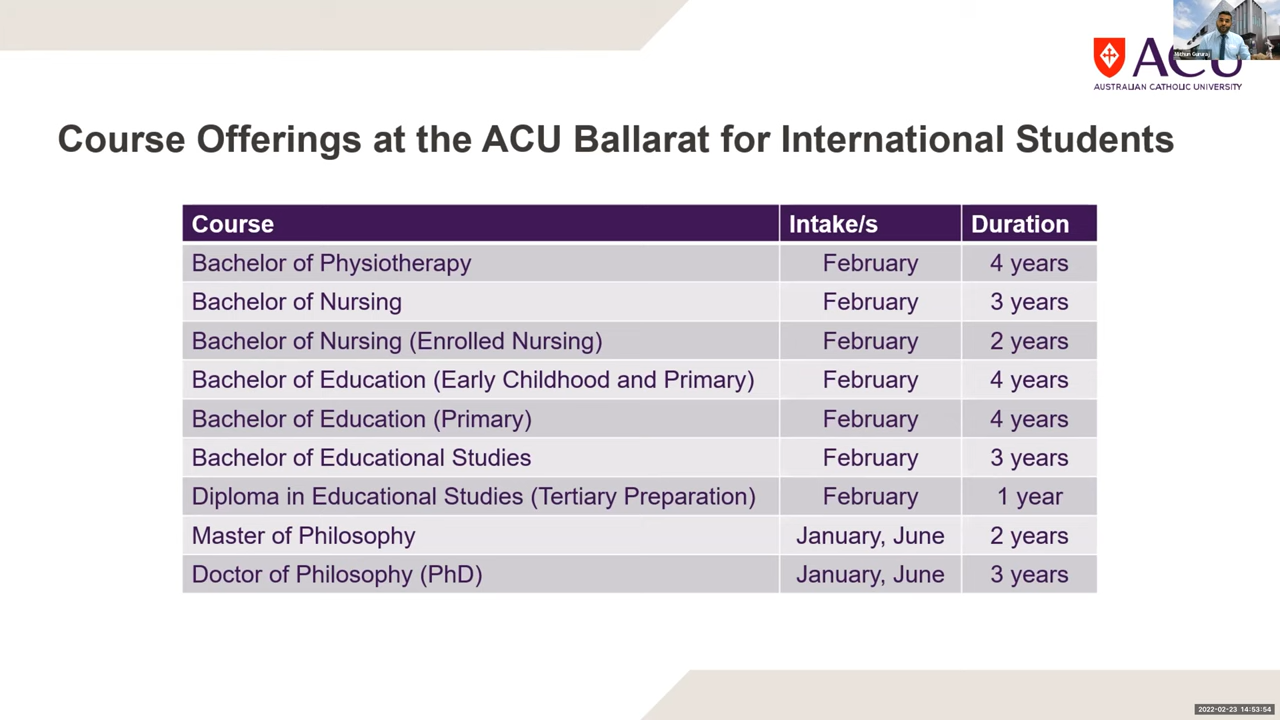 Mithun Gururaj
ACU
AUSTRALIAN CATHOLIC UNIVERSITY
Course Offerings at the ACU Ballarat for International Students
Course Intake/s Duration
Bachelor of Physiotherapy February 4 years
Bachelor of Nursing February 3 years
Bachelor of Nursing (Enrolled Nursing) February 2 years
Bachelor of Education (Early Childhood and Primary) February 4 years
Bachelor of Education (Primary) February 4 years
Bachelor of Educational Studies February 3 years
Diploma in Educational Studies (Tertiary Preparation) February 1 year
Master of Philosophy January, June 2 years
Doctor of Philosophy (PhD) January, June 3 years
2022-02-23 14:53:54